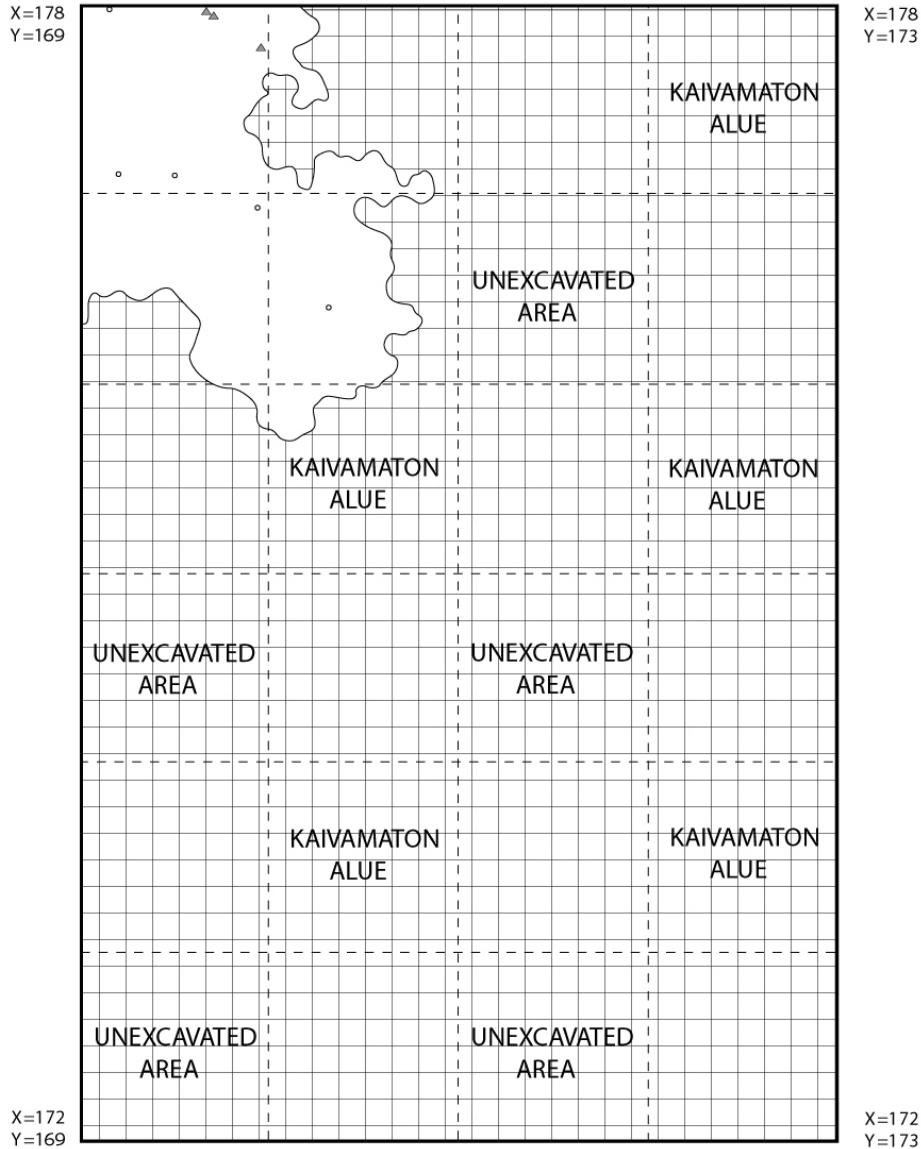 X=178
Y=169
X=178
Y=173
KAIVAMATON
ALUE
UNEXCAVATED
AREA
KAIVAMATON
ALUE
KAIVAMATON
ALUE
UNEXCAVATED
AREA
UNEXCAVATED
AREA
KAIVAMATON
ALUE
KAIVAMATON
ALUE
UNEXCAVATED
AREA
UNEXCAVATED
AREA
X=172
Y=169
X=172
Y=173